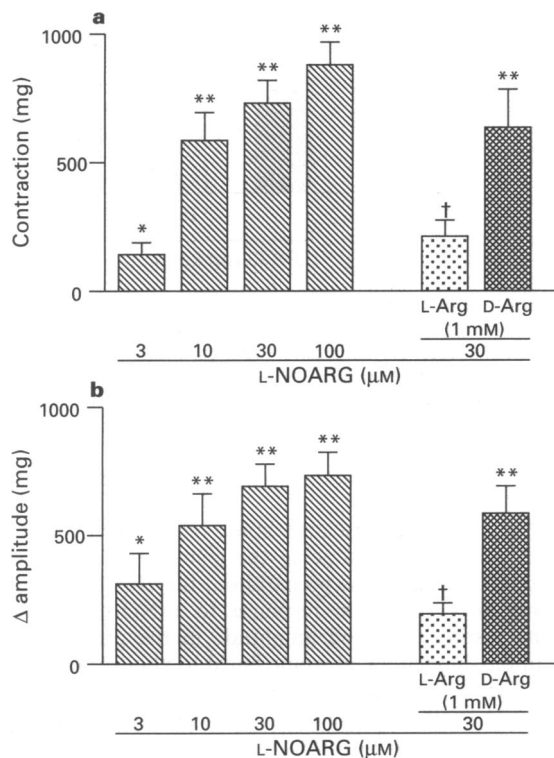 a
1000
500
0
Contraction (mg)
*
**
**
**
†
**
L-Arg D-Arg
(1 mM)
3 10 30 100 30
L-NOARG (μM)
b
1000
500
0
Δ amplitude (mg)
*
**
**
**
†
**
L-Arg D-Arg
(1 mM)
3 10 30 100 30
L-NOARG (μM)